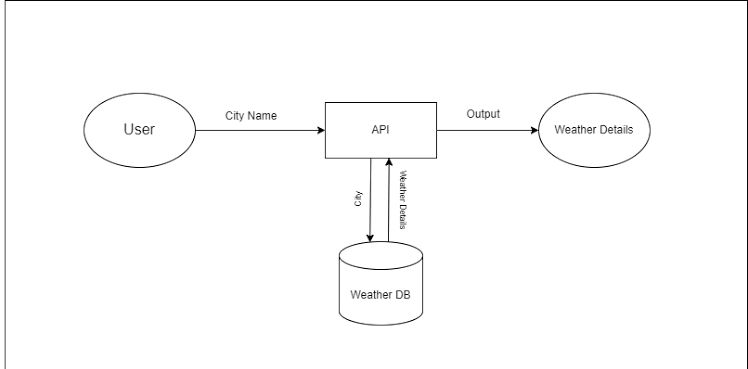 User
City Name
API
Output
Weather Details
City
Weather Details
Weather DB